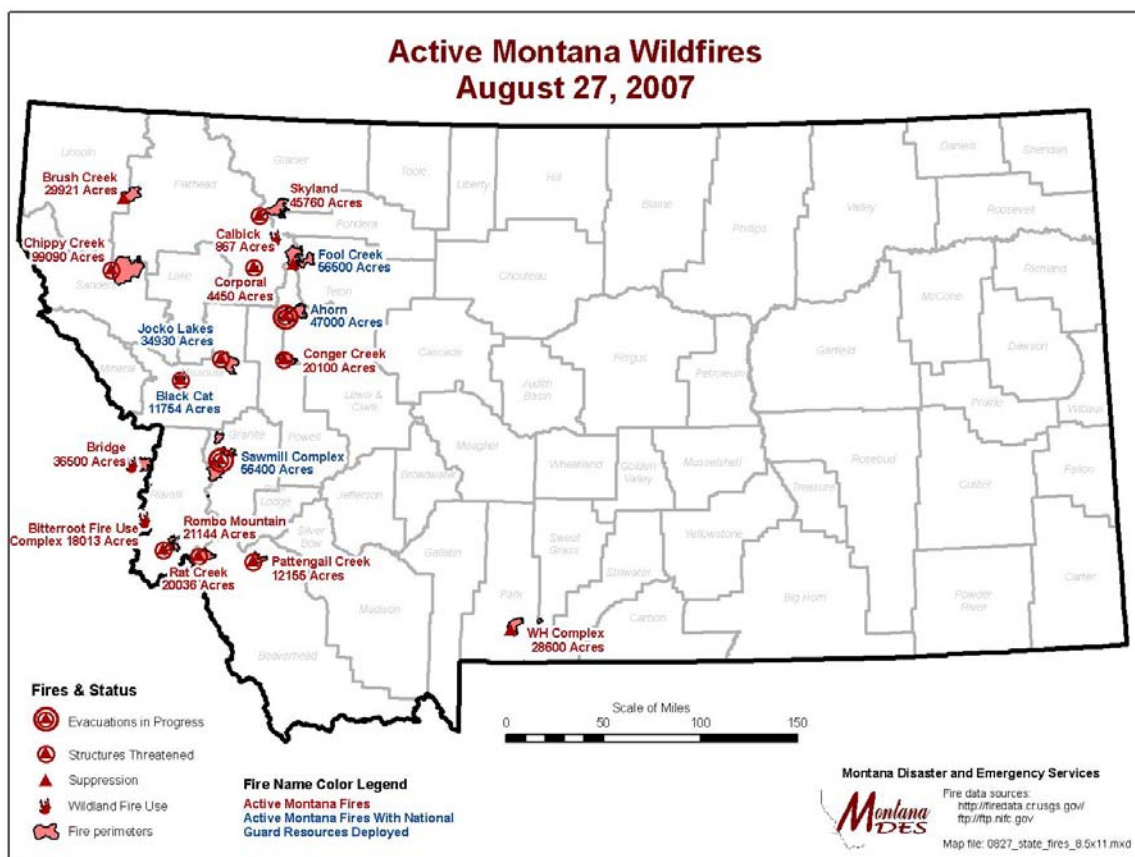 Active Montana Wildfires
August 27, 2007
Lincoln
Flathead
Glacier
Toole
Liberty
Hill
Blaine
Phillips
Valley
Daniels
Sheridan
Roosevelt
Brush Creek
29921 Acres
Skyland
45760 Acres
Pondera
Calbick
867 Acres
Chippy Creek
99090 Acres
Sanders
Lake
Corporal
4450 Acres
Fool Creek
56500 Acres
Teton
Chouteau
Richland
McCone
Ahorn
47000 Acres
Jocko Lakes
34930 Acres
Conger Creek
20100 Acres
Cascade
Fergus
Garfield
Dawson
Mineral
Missoula
Black Cat
11754 Acres
Lewis &
Clark
Judith
Basin
Petroleum
Prairie
Wibaux
Granite
Powell
Meagher
Bridge
36500 Acres
Sawmill Complex
56400 Acres
Broadwater
Wheatland
Golden
Valley
Musselshell
Rosebud
Treasure
Custer
Fallon
Ravalli
Lodge
Jefferson
Silver
Bow
Bitterroot Fire Use
Complex 18013 Acres
Rombo Mountain
21144 Acres
Rat Creek
20036 Acres
Pattengail Creek
12155 Acres
Gallatin
Sweet
Grass
Stillwater
Yellowstone
Park
Big Horn
Powder
River
Carter
Carbon
Madison
Beaverhead
WH Complex
28600 Acres
Fires & Status
Evacuations in Progress
Structures Threatened
Suppression
Wildland Fire Use
Fire perimeters
Fire Name Color Legend
Active Montana Fires
Active Montana Fires With National
Guard Resources Deployed
Scale of Miles
0 50 100 150
Montana Disaster and Emergency Services
Montana
DES
Fire data sources:
http://firedata.cr.usgs.gov/
ftp://ftp.nifc.gov
Map file: 0827_state_fires_8.5x11.mxd